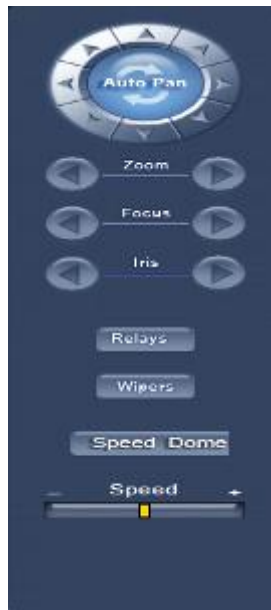 Auto Pan
Zoom
Focus
Iris
Relays
Wipers
Speed Dome
Speed
- +